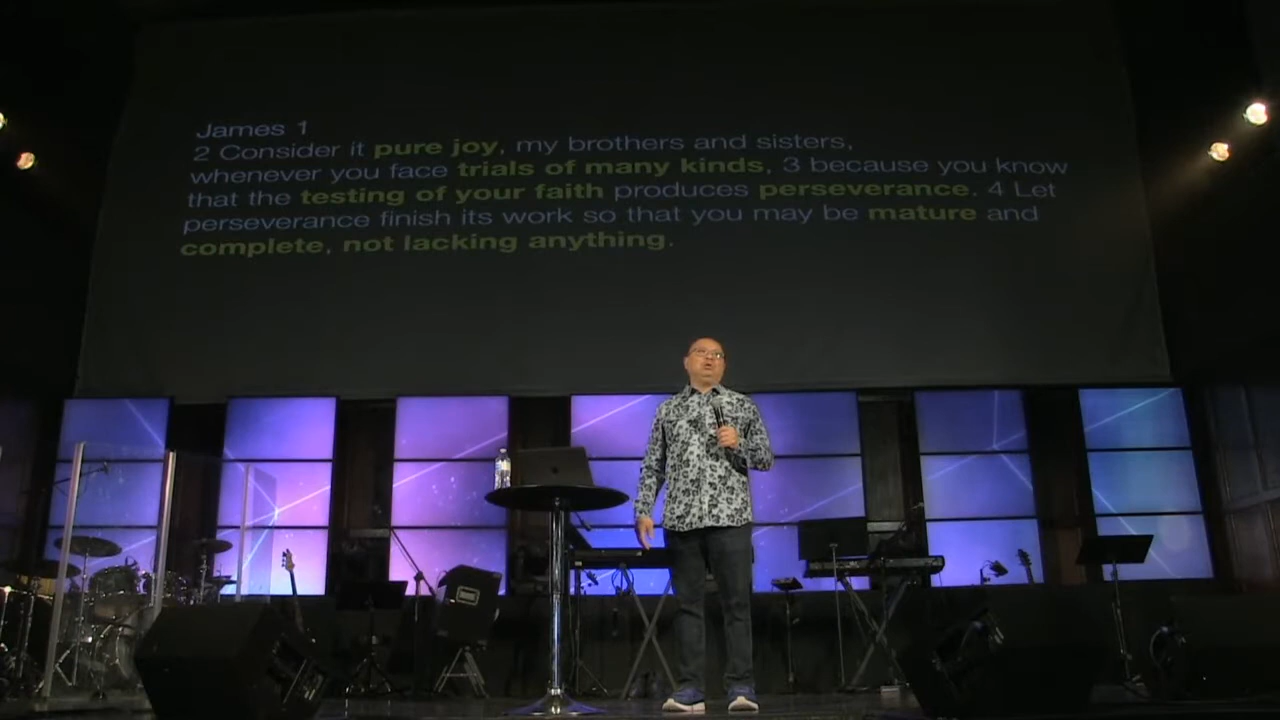 James 1
2 Consider it pure joy, my brothers and sisters,
whenever you face trials of many kinds, 3 because you know
that the testing of your faith produces perseverance. 4 Let
perseverance finish its work so that you may be mature and
complete, not lacking anything.